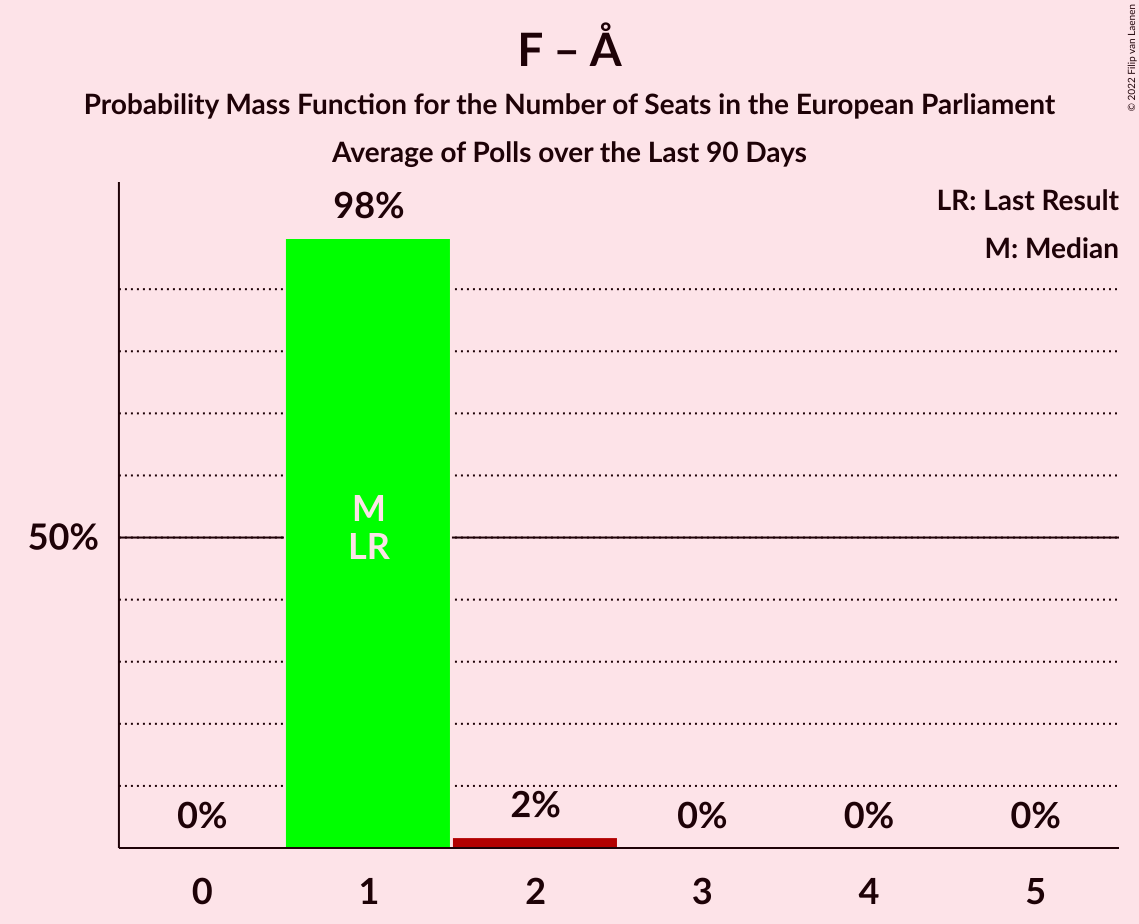 F – Å
Probability Mass Function for the Number of Seats in the European Parliament
Average of Polls over the Last 90 Days
© 2022 Filip van Laenen
LR: Last Result
M: Median
98%
M
LR
50%
0%
2%
0%
0%
0%
0
1
2
3
4
5